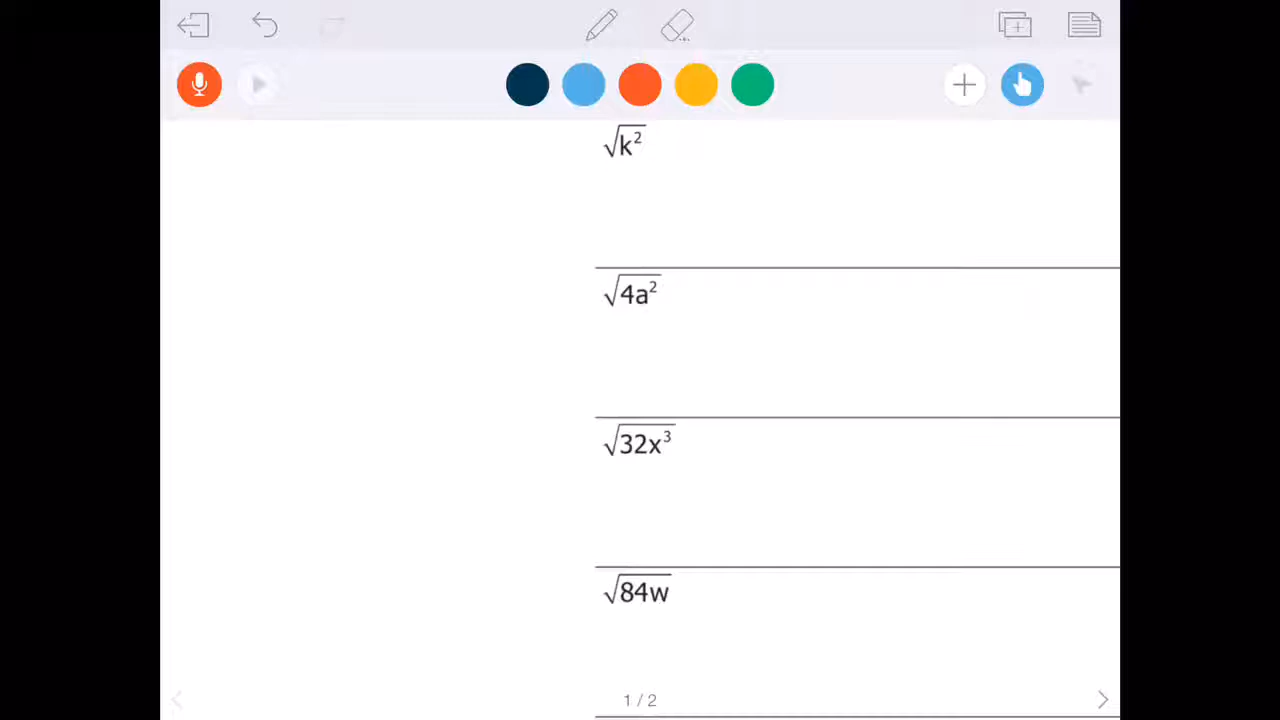 √k²
√4a²
√32x³
√84w
1 / 2